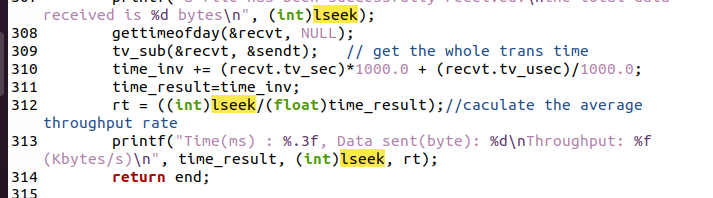 received is %d bytes\n", (int)lseek);
308 gettimeofday(&recvt, NULL);
309 tv_sub(&recvt, &sendt); // get the whole trans time
310 time_inv += (recvt.tv_sec)*1000.0 + (recvt.tv_usec)/1000.0;
311 time_result=time_inv;
312 rt = ((int)lseek/(float)time_result);//caculate the average
throughput rate
313 printf("Time(ms) : %.3f, Data sent(byte): %d\nThroughput: %f
(Kbytes/s)\n", time_result, (int)lseek, rt);
314 return end;
315